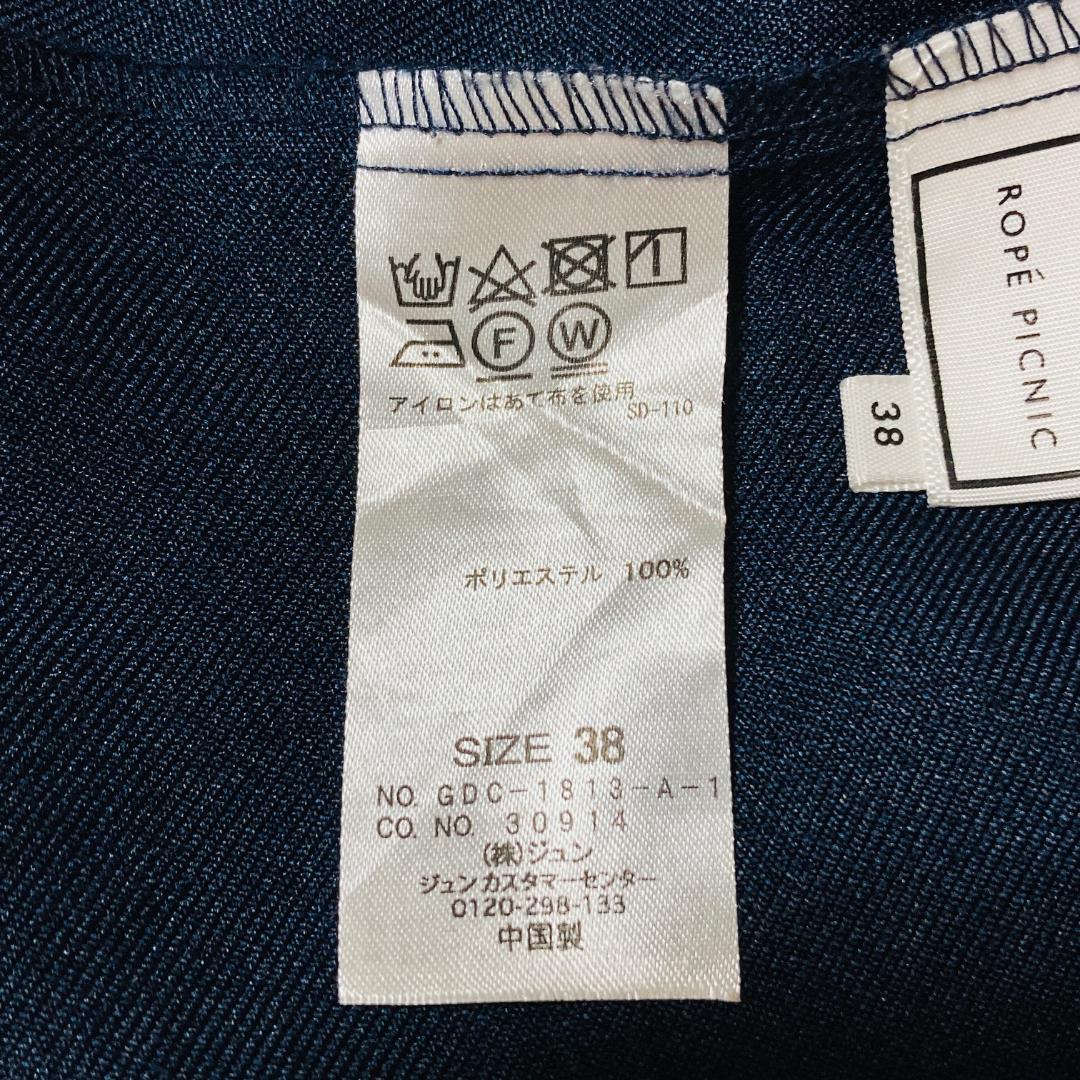 F W
アイロンはあて布を使用
SD-110
ポリエステル 100%
SIZE 38
NO. GDC-1813-A-1
CO. NO. 30914
(株)ジュン
ジュンカスタマーセンター
0120-298-133
中国製
ROPÉ PICNIC
38